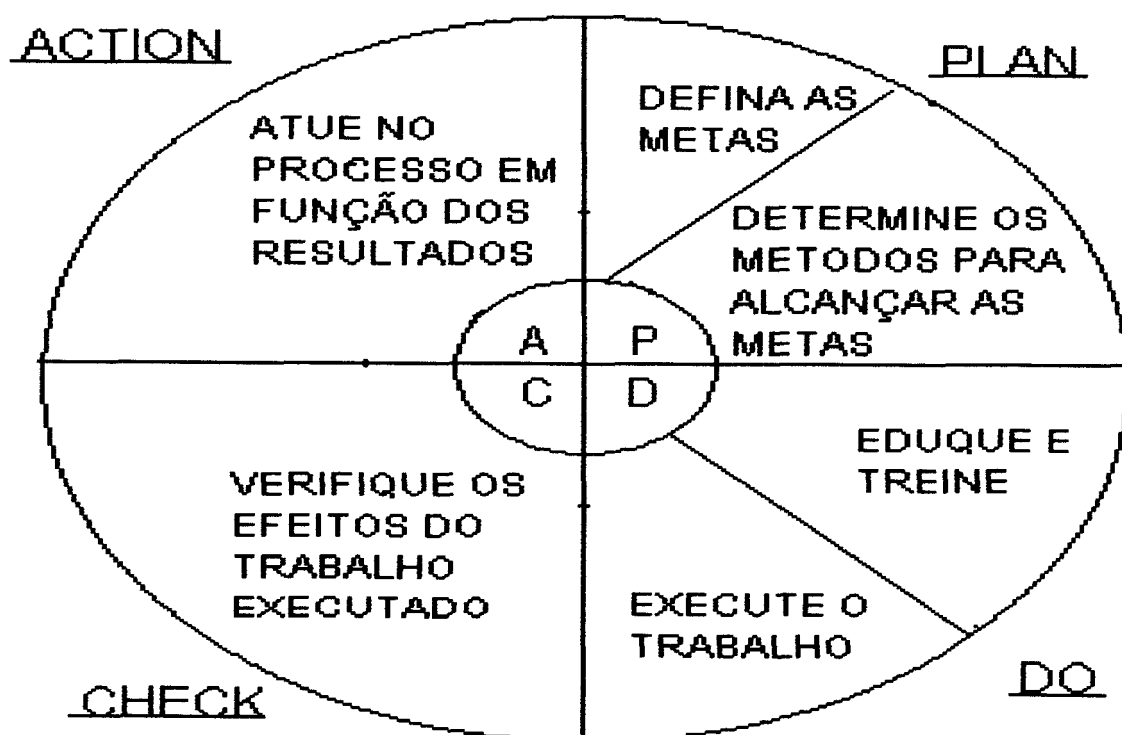 ACTION
PLAN
DEFINA AS
METAS
ATUE NO
PROCESSO EM
FUNÇÃO DOS
RESULTADOS
DETERMINE OS
METODOS PARA
ALCANÇAR AS
METAS
A P
C D
EDUQUE E
TREINE
VERIFIQUE OS
EFEITOS DO
TRABALHO
EXECUTADO
EXECUTE O
TRABALHO
CHECK
DO